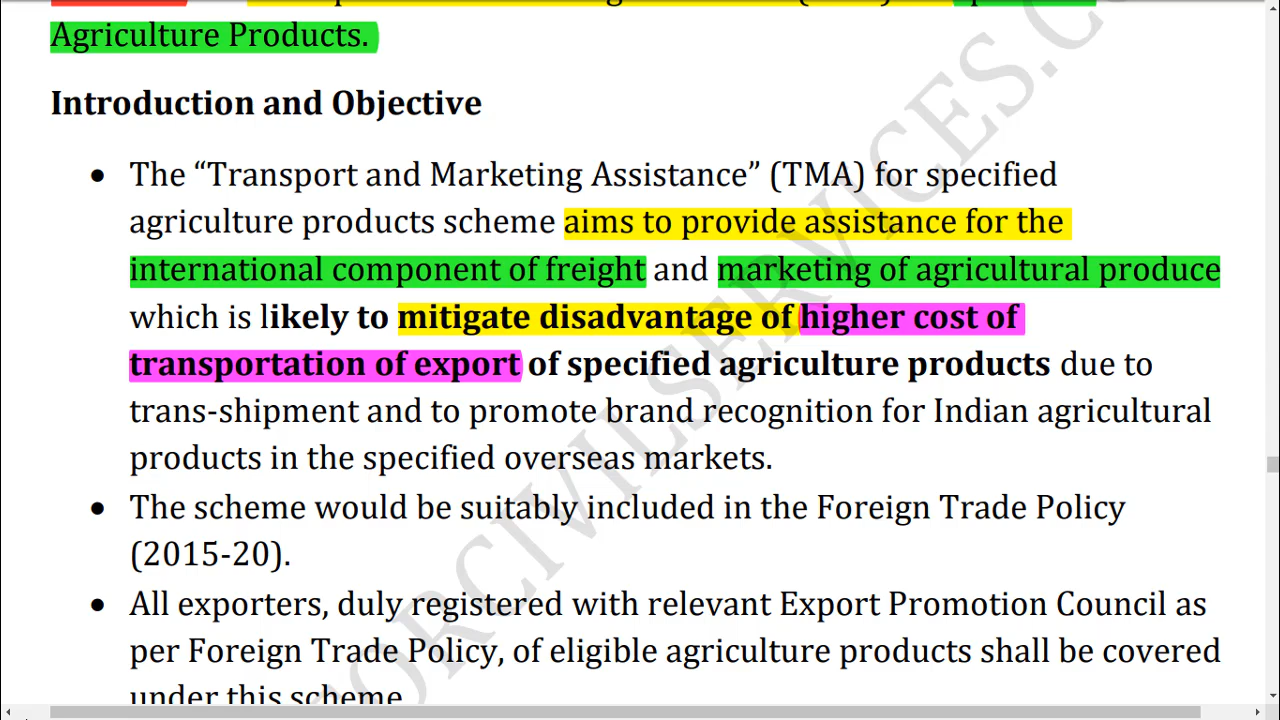 Agriculture Products.
Introduction and Objective
• The “Transport and Marketing Assistance” (TMA) for specified
agriculture products scheme aims to provide assistance for the
international component of freight and marketing of agricultural produce
which is likely to mitigate disadvantage of higher cost of
transportation of export of specified agriculture products due to
trans-shipment and to promote brand recognition for Indian agricultural
products in the specified overseas markets.
• The scheme would be suitably included in the Foreign Trade Policy
(2015-20).
• All exporters, duly registered with relevant Export Promotion Council as
per Foreign Trade Policy, of eligible agriculture products shall be covered
under this scheme
FORCIVILSERVICES.CO